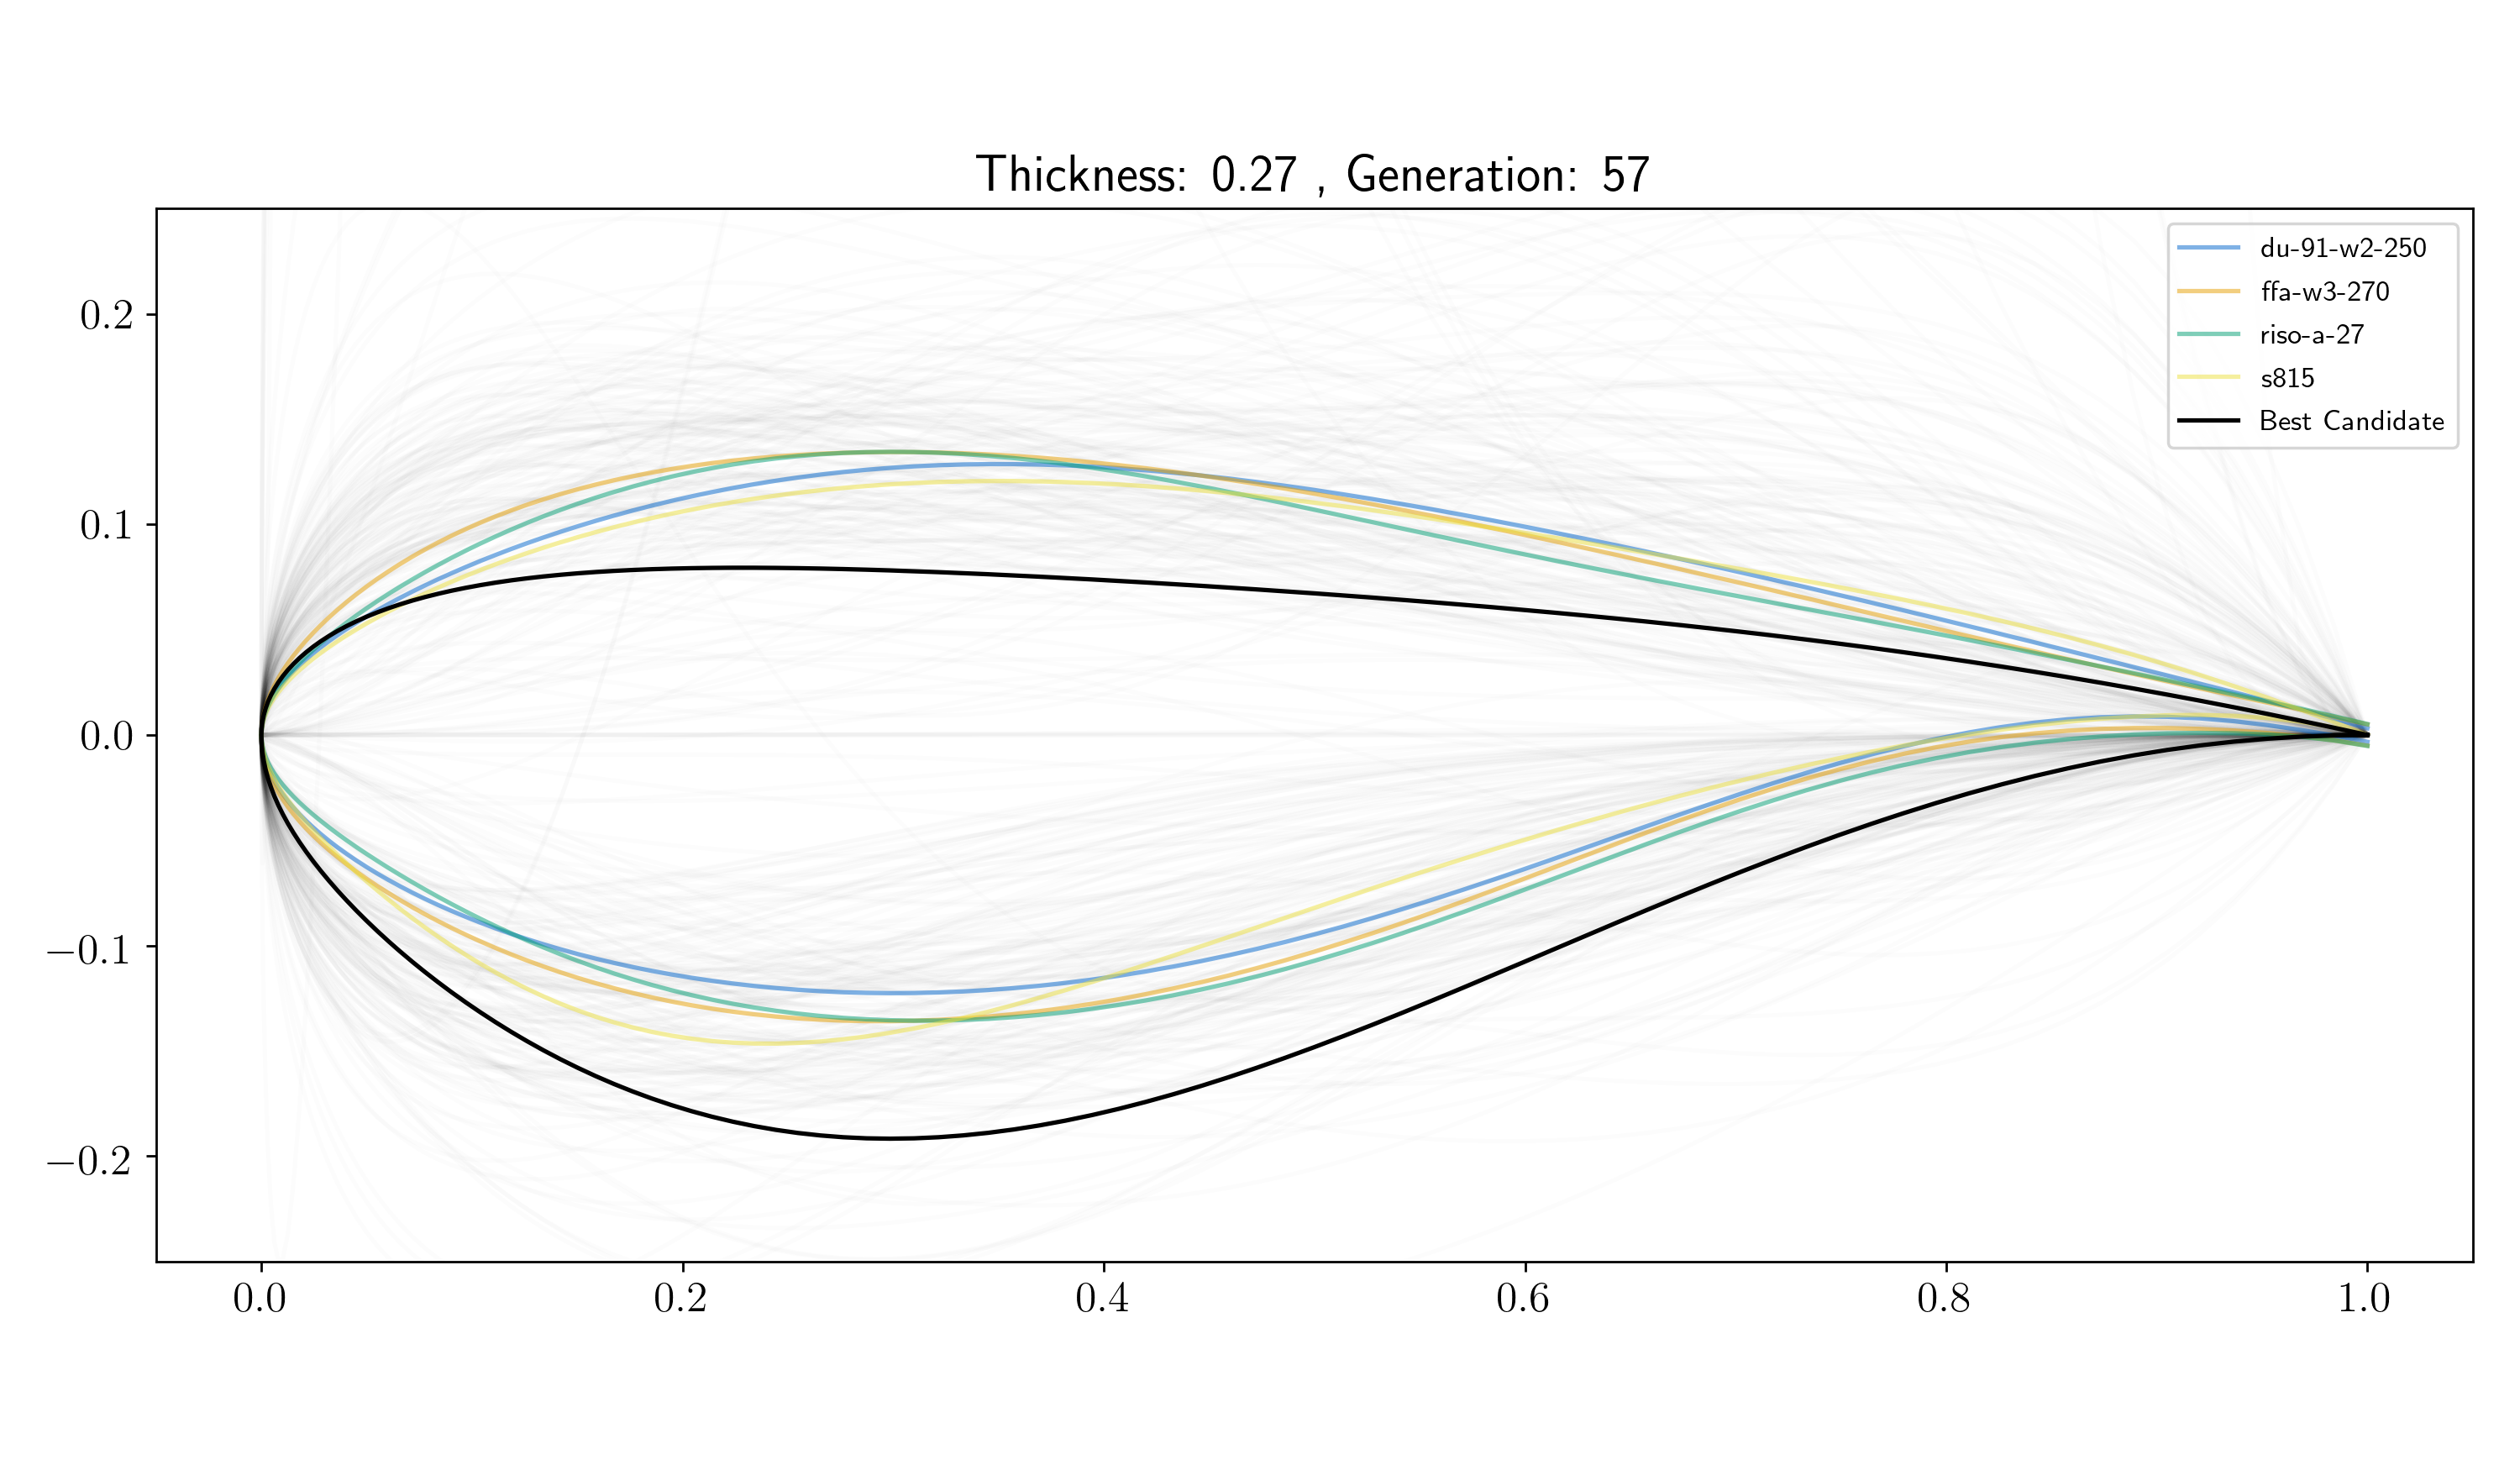 Thickness: 0.27 , Generation: 57
du-91-w2-250
ffa-w3-270
riso-a-27
s815
Best Candidate
0.2
0.1
0.0
−0.1
−0.2
0.0 0.2 0.4 0.6 0.8 1.0